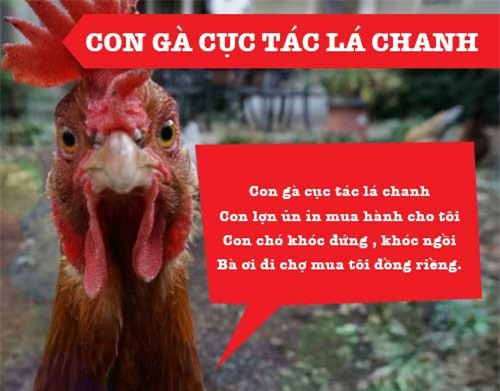 CON GÀ CỤC TÁC LÁ CHANH
Con gà cục tác lá chanh
Con lợn ủn in mua hành cho tôi
Con chó khóc đứng , khóc ngồi
Bà ơi đi chợ mua tôi đồng riềng.